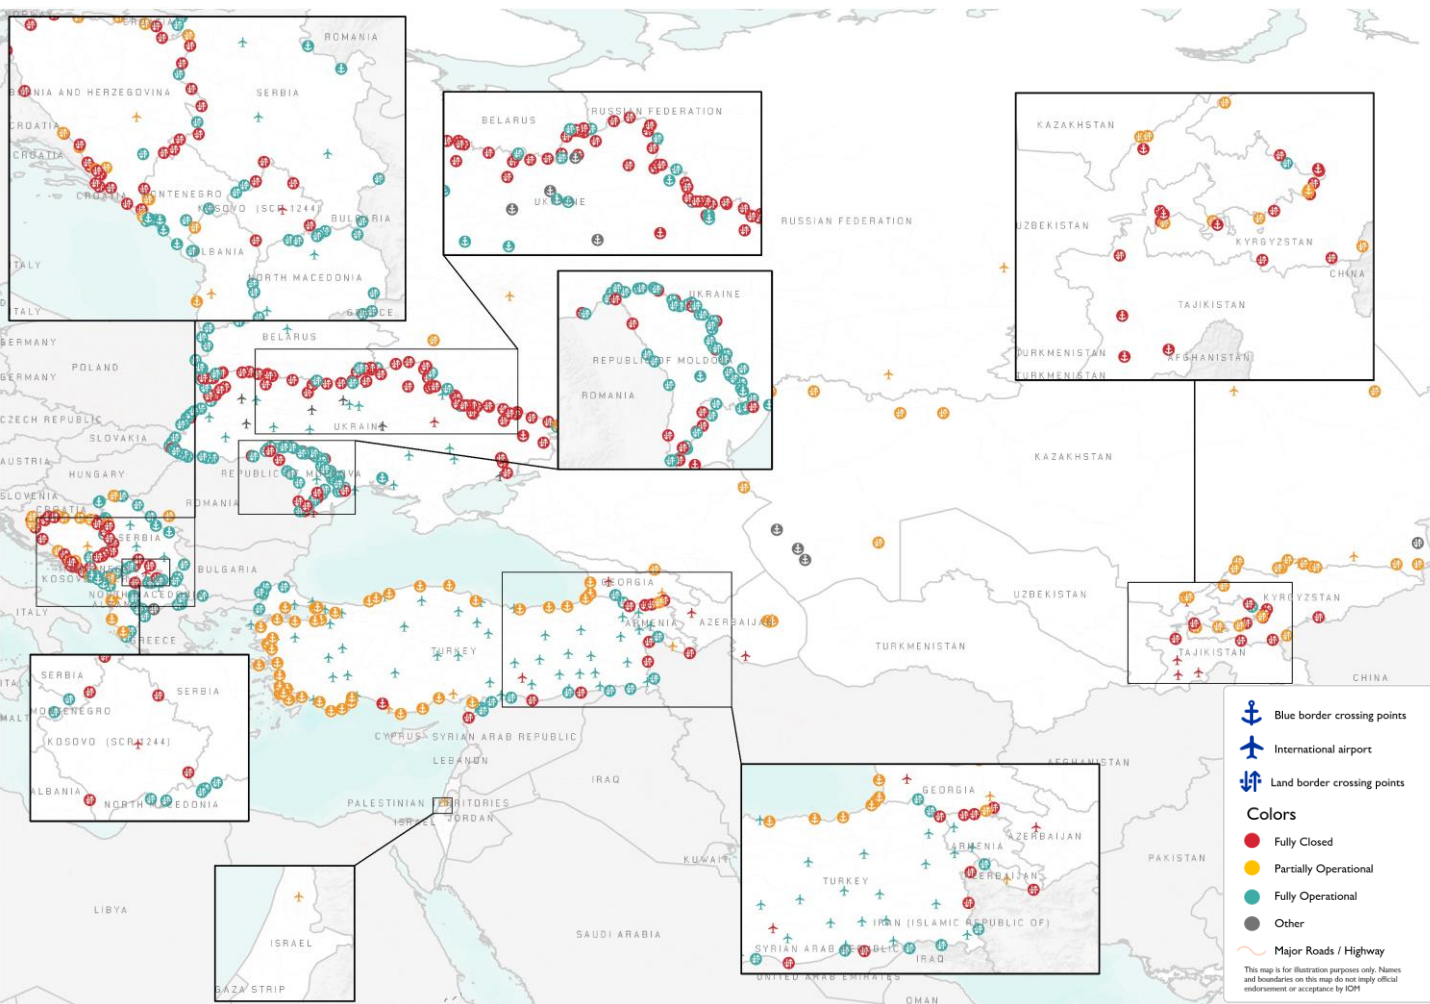 ROMANIA
BOSNIA AND HERZEGOVINA
SERBIA
CROATIA
CROATIA
CROATIA
MONTENEGRO
KOSOVO (SCR 1244)
BULGARIA
ALBANIA
ITALY
NORTH MACEDONIA
ITALY
GREECE
BELARUS
RUSSIAN FEDERATION
UKRAINE
RUSSIAN FEDERATION
KAZAKHSTAN
UZBEKISTAN
KYRGYZSTAN
CHINA
TAJIKISTAN
TURKMENISTAN
AFGHANISTAN
TURKMENISTAN
UKRAINE
REPUBLIC OF MOLDOVA
ROMANIA
GERMANY
BELARUS
POLAND
GERMANY
CZECH REPUBLIC
UKRAINE
SLOVAKIA
KAZAKHSTAN
AUSTRIA
HUNGARY
REPUBLIC OF MOLDOVA
SLOVENIA
ROMANIA
CROATIA
SERBIA
BULGARIA
KOSOVO
GEORGIA
NORTH MACEDONIA
UZBEKISTAN
KYRGYZSTAN
ITALY
ARMENIA
AZERBAIJAN
GREECE
TURKEY
TURKMENISTAN
TAJIKISTAN
CHINA
SERBIA
SERBIA
MONTENEGRO
KOSOVO (SCR 1244)
ALBANIA
NORTH MACEDONIA
CYPRUS
SYRIAN ARAB REPUBLIC
LEBANON
AFGHANISTAN
IRAQ
PALESTINIAN TERRITORIES
ISRAEL
JORDAN
KUWAIT
PAKISTAN
LIBYA
SAUDI ARABIA
ISRAEL
GAZA STRIP
GEORGIA
AZERBAIJAN
ARMENIA
TURKEY
AZERBAIJAN
IRAN (ISLAMIC REPUBLIC OF)
SYRIAN ARAB REPUBLIC
IRAQ
UNITED ARAB EMIRATES
OMAN
Blue border crossing points
International airport
Land border crossing points
Colors
Fully Closed
Partially Operational
Fully Operational
Other
Major Roads / Highway
This map is for illustration purposes only. Names
and boundaries on this map do not imply official
endorsement or acceptance by IOM